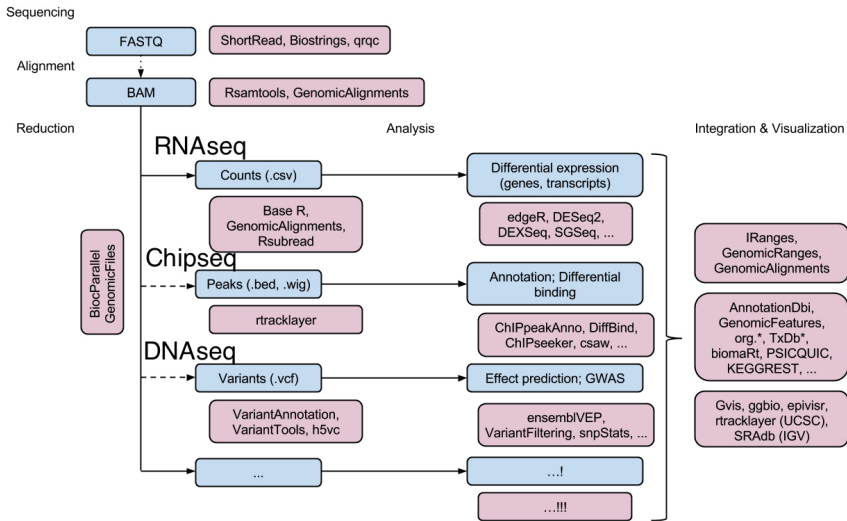 Sequencing
FASTQ
ShortRead, Biostrings, qrqc
Alignment
BAM
Rsamtools, GenomicAlignments
Reduction
Analysis
Integration & Visualization
RNAseq
Counts (.csv)
Differential expression
(genes, transcripts)
Base R,
GenomicAlignments,
Rsubread
edgeR, DESeq2,
DEXSeq, SGSeq, ...
BiocParallel
GenomicFiles
Chipseq
Peaks (.bed, .wig)
Annotation; Differential
binding
rtracklayer
ChIPpeakAnno, DiffBind,
ChIPseeker, csaw, ...
DNAseq
Variants (.vcf)
Effect prediction; GWAS
VariantAnnotation,
VariantTools, h5vc
ensemblVEP,
VariantFiltering, snpStats, ...
...
...!
...!!!
IRanges,
GenomicRanges,
GenomicAlignments
AnnotationDbi,
GenomicFeatures,
org.*, TxDb*,
biomaRt, PSICQUIC,
KEGGREST, ...
Gvis, ggbio, epivisr,
rtracklayer (UCSC),
SRAdb (IGV)